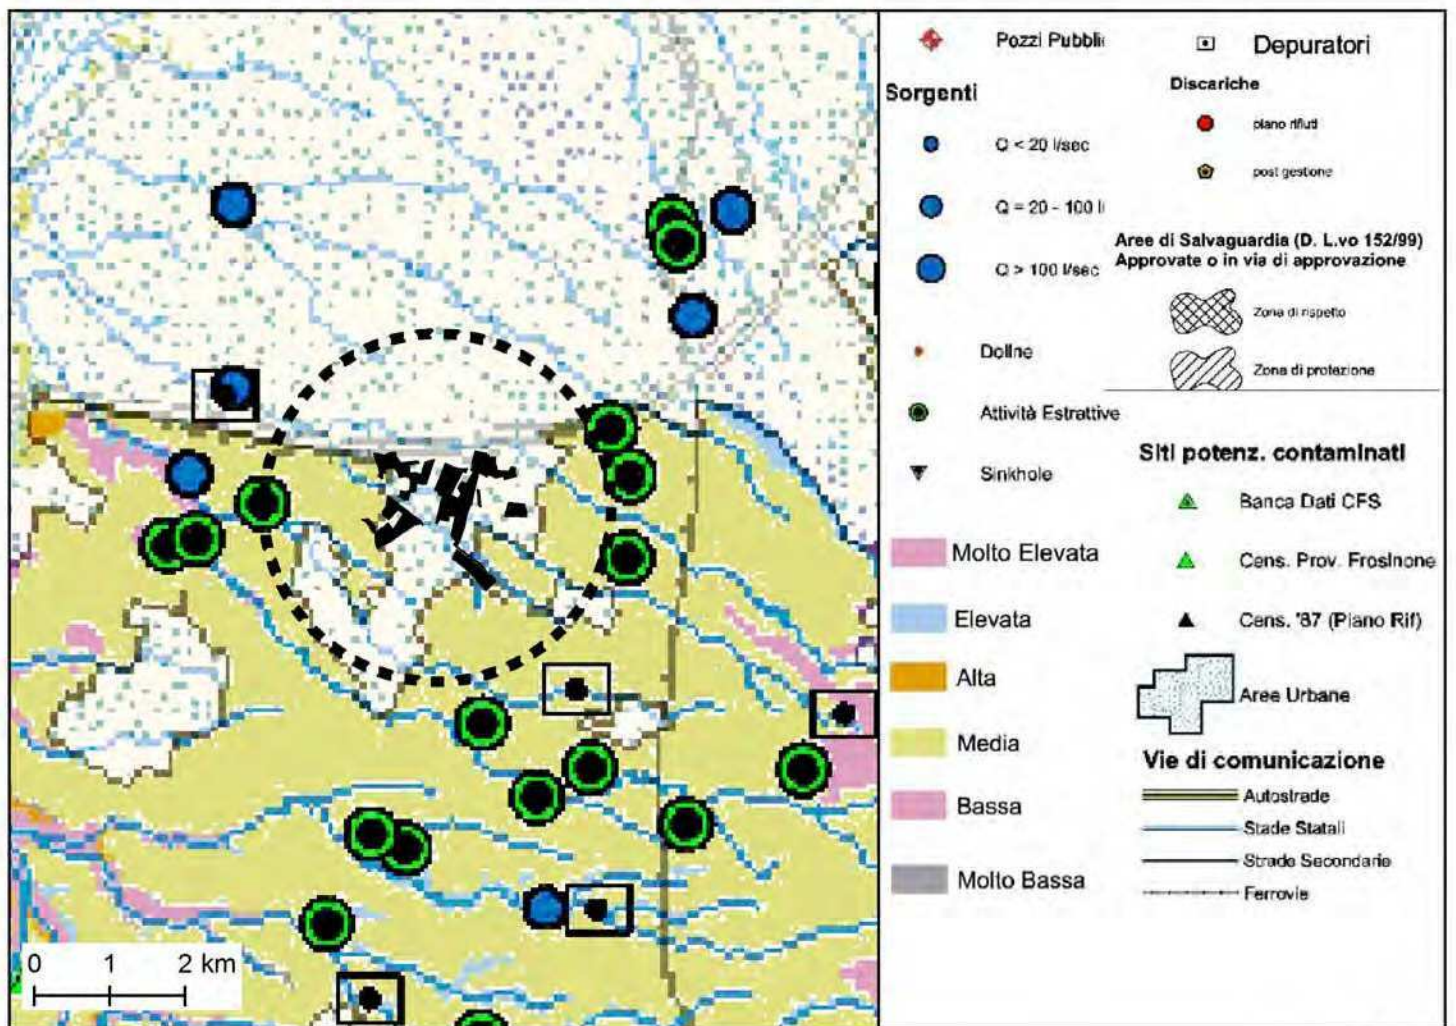 Pozzi Pubbli
Depuratori
Sorgenti
Discariche
Q < 20 l/sec
piano rifiuti
Q = 20 - 100 l
post gestione
Q > 100 l/sec
Aree di Salvaguardia (D. L.vo 152/99)
Approvate o in via di approvazione
Zona di rispetto
Zona di protezione
Doline
Attività Estrattive
Sinkhole
Molto Elevata
Elevata
Alta
Media
Bassa
Molto Bassa
Siti potenz. contaminati
Banca Dati CFS
Cens. Prov. Frosinone
Cens. '87 (Piano Rif)
Aree Urbane
Vie di comunicazione
Autostrade
Stade Statali
Strade Secondarie
Ferrovie
0 1 2 km